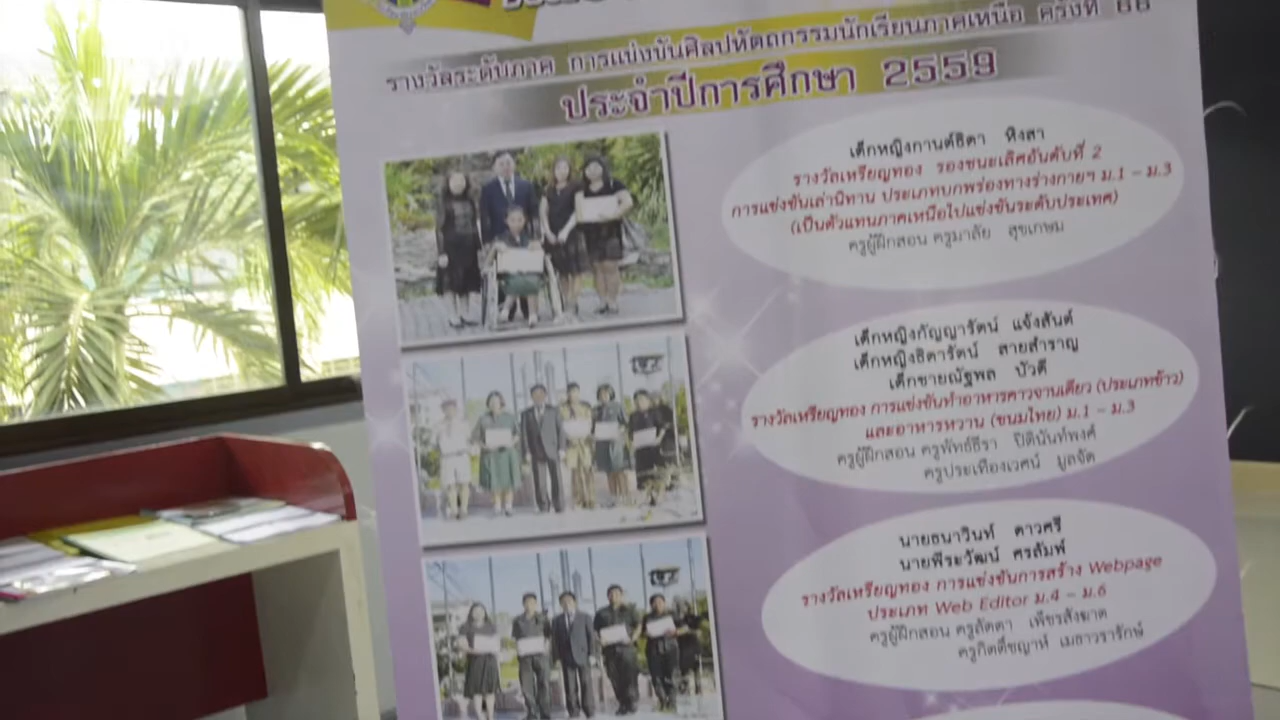 รางวัลระดับภาค การแข่งขันศิลปหัตถกรรมนักเรียนภาคเหนือ ครั้งที่ 66
ประจำปีการศึกษา 2559
เด็กหญิงกานต์ธิดา หิงสา
รางวัลเหรียญทอง รองชนะเลิศอันดับที่ 2
การแข่งขันเล่านิทาน ประเภทบกพร่องทางร่างกายฯ ม.1 - ม.3
(เป็นตัวแทนภาคเหนือไปแข่งขันระดับประเทศ)
ครูผู้ฝึกสอน ครูมาลัย สุขเกษม
เด็กหญิงกัญญารัตน์ แจ้งสันต์
เด็กหญิงธิดารัตน์ สายสำราญ
เด็กชายณัฐพล บัวดี
รางวัลเหรียญทอง การแข่งขันทำอาหารคาวจานเดียว (ประเภทข้าว)
และอาหารหวาน (ขนมไทย) ม.1 - ม.3
ครูผู้ฝึกสอน ครูพัทธ์ธีรา ปิตินันท์พงศ์
ครูประเทืองเวศน์ มูลจัด
นายธนาวินท์ ดาวศรี
นายพีระวัฒน์ ศรลัมพ์
รางวัลเหรียญทอง การแข่งขันการสร้าง Webpage
ประเภท Web Editor ม.4 - ม.6
ครูผู้ฝึกสอน ครูลัดดา เพ็ชรสังฆาต
ครูกิตติ์ชญาห์ เมธาวรารักษ์